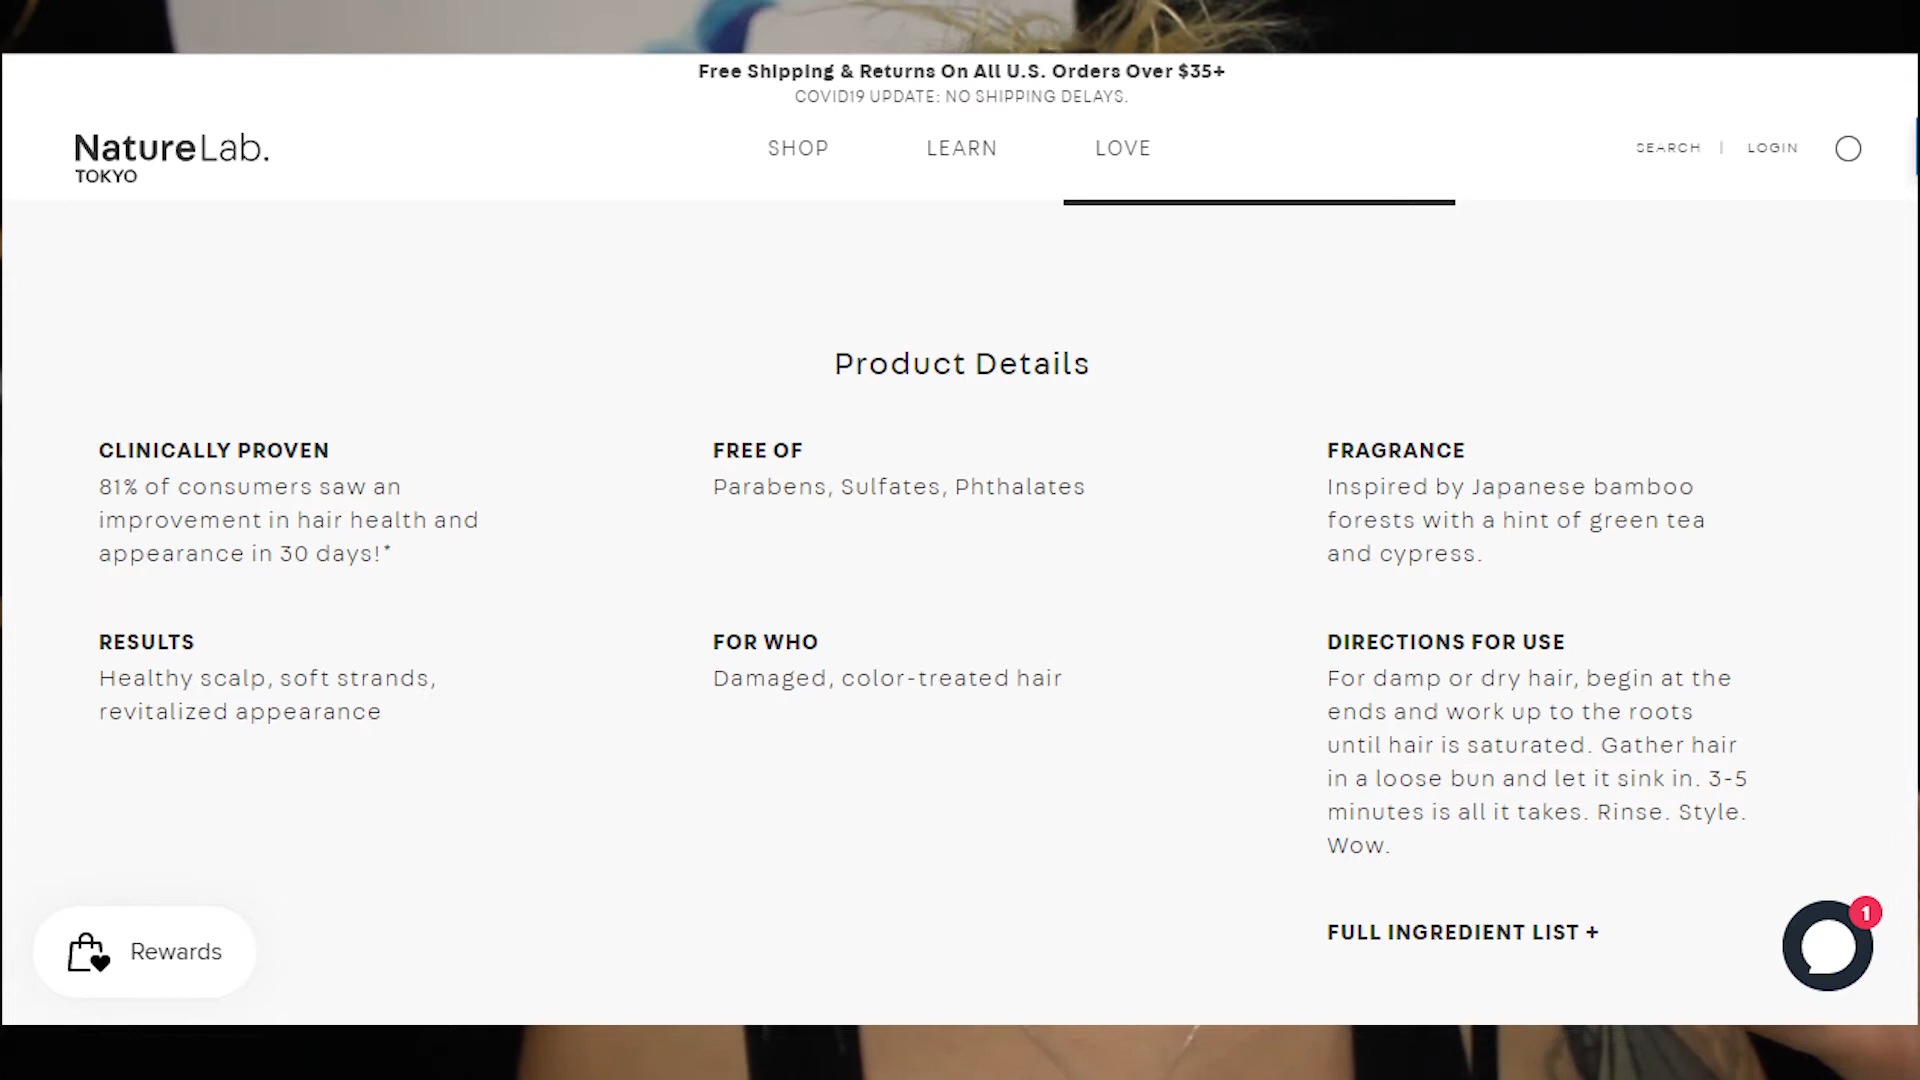 Free Shipping & Returns On All U.S. Orders Over $35+
COVID19 UPDATE: NO SHIPPING DELAYS.
NatureLab.
TOKYO
SHOP
LEARN
LOVE
SEARCH
|
LOGIN
Product Details
CLINICALLY PROVEN
81% of consumers saw an
improvement in hair health and
appearance in 30 days!*
FREE OF
Parabens, Sulfates, Phthalates
FRAGRANCE
Inspired by Japanese bamboo
forests with a hint of green tea
and cypress.
RESULTS
Healthy scalp, soft strands,
revitalized appearance
FOR WHO
Damaged, color-treated hair
DIRECTIONS FOR USE
For damp or dry hair, begin at the
ends and work up to the roots
until hair is saturated. Gather hair
in a loose bun and let it sink in. 3-5
minutes is all it takes. Rinse. Style.
Wow.
FULL INGREDIENT LIST +
Rewards
1